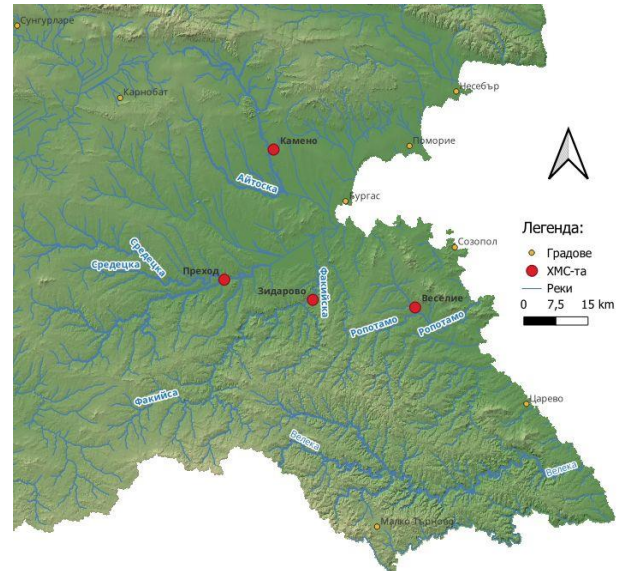 Сунгурларе
Карнобат
Несебър
Камено
Поморие
Айтоска
Бургас
Созопол
Средецка
Средецка
Преход
Зидарово
Факийска
Веселие
Ропотамо
Ропотамо
Факийса
Царево
Велека
Велека
Малко Търново
Легенда:
Градове
ХМС-та
Реки
0 7,5 15 km